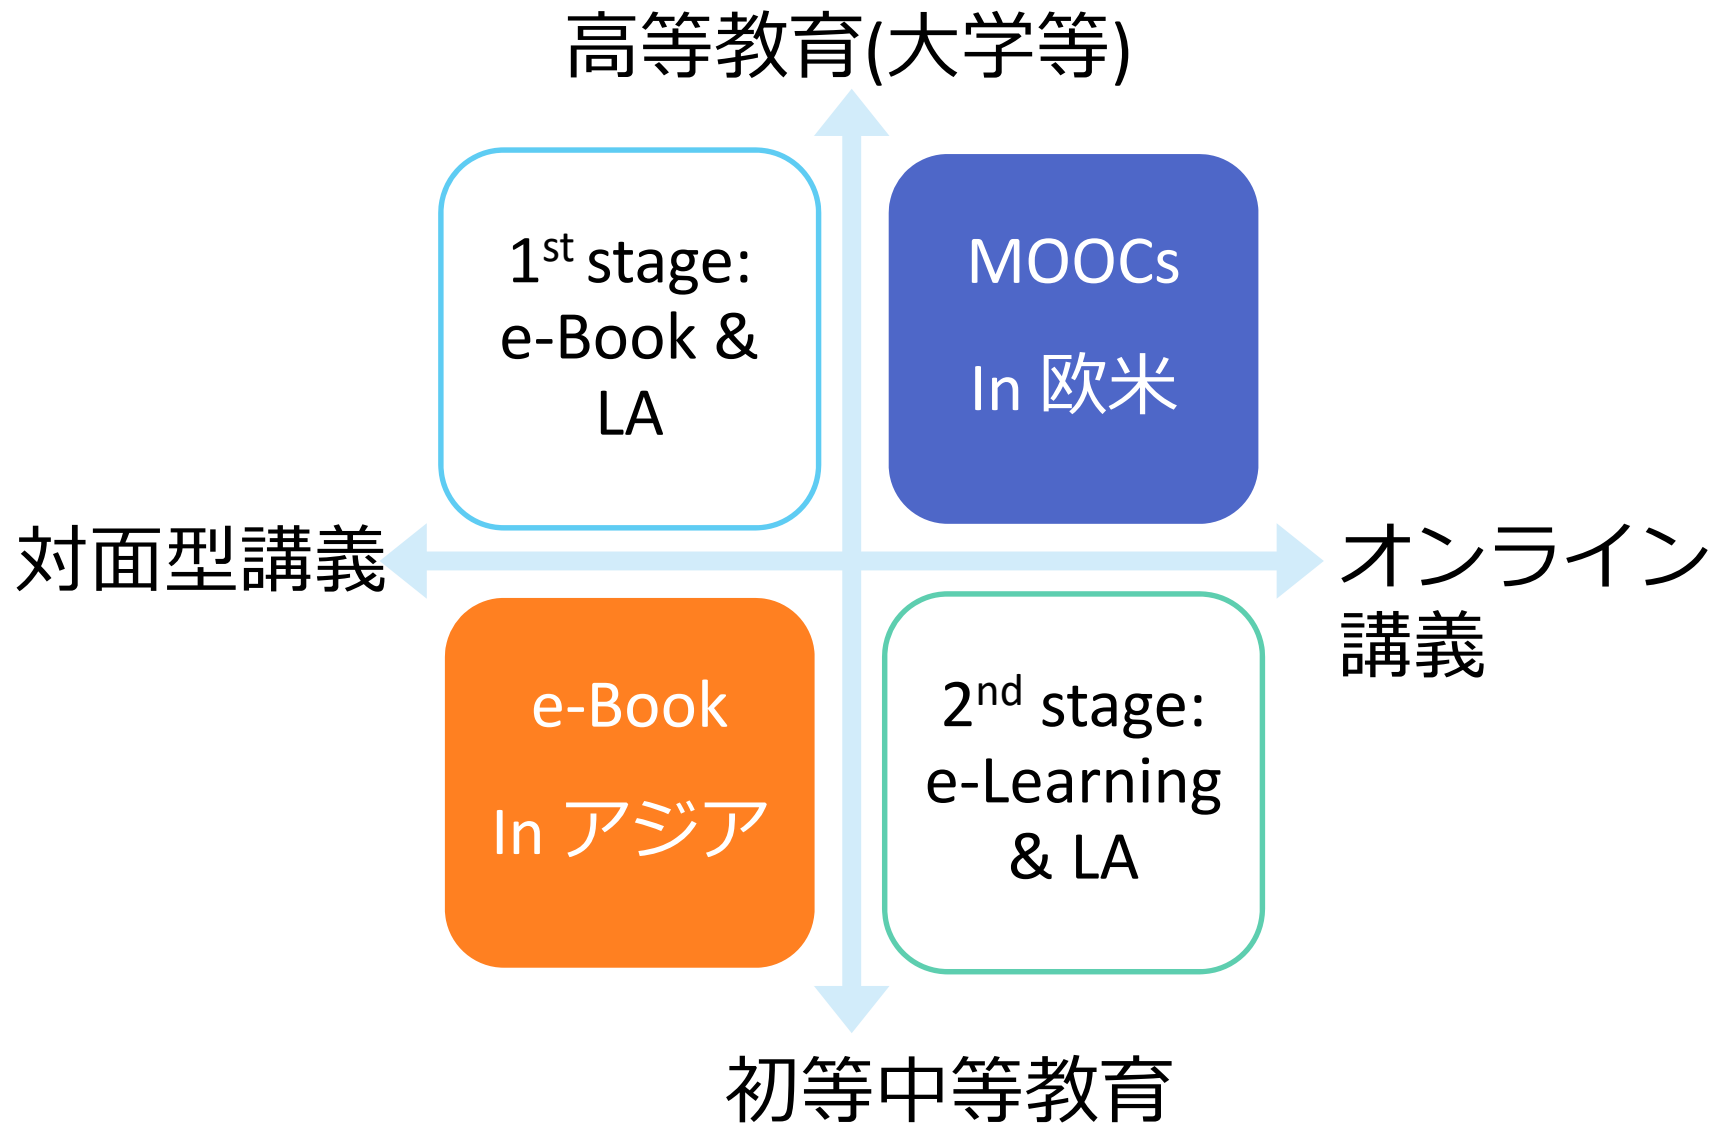 高等教育(大学等)
1st stage:
e-Book &
LA
MOOCs
In 欧米
対面型講義
オンライン
講義
e-Book
In アジア
2nd stage:
e-Learning
& LA
初等中等教育